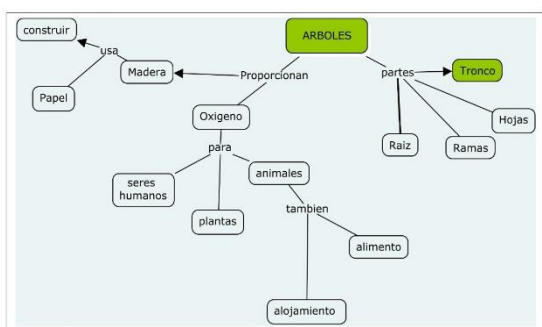 construir
ARBOLES
usa
Madera
Proporcionan
partes
Tronco
Papel
Oxigeno
Hojas
Raiz
Ramas
para
seres
humanos
animales
plantas
tambien
alimento
alojamiento